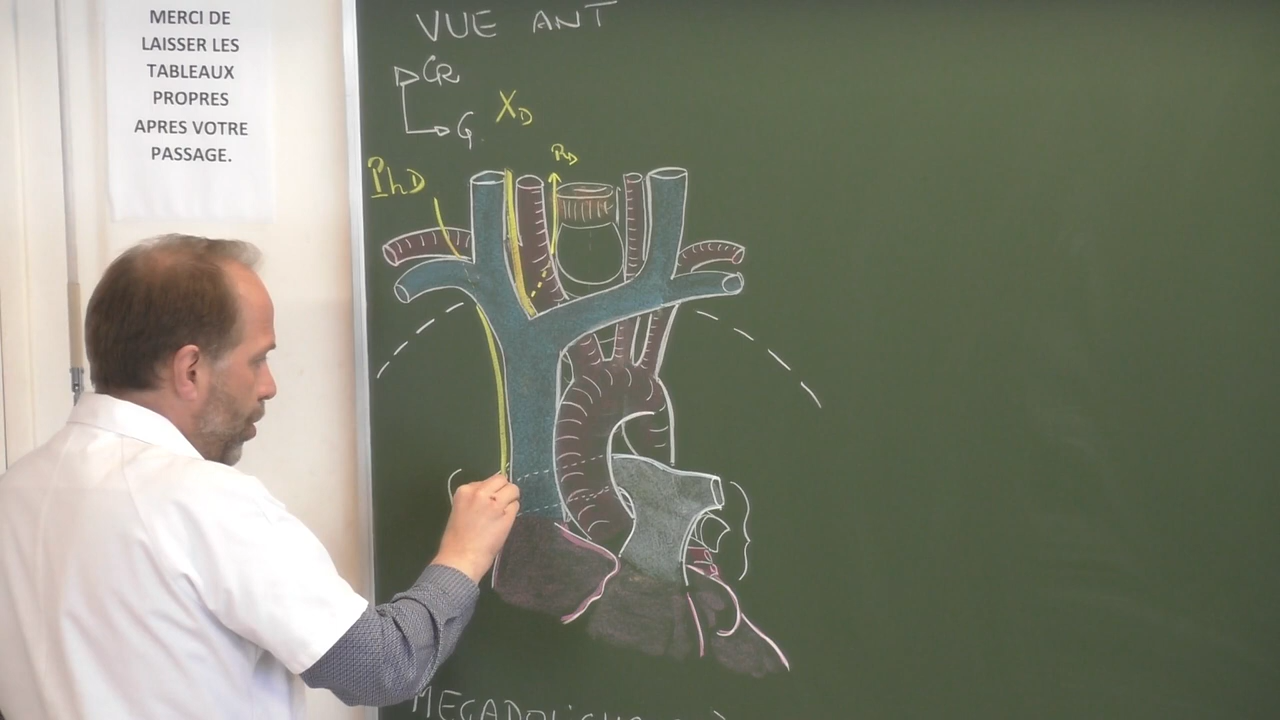 MERCI DE
LAISSER LES
TABLEAUX
PROPRES
APRES VOTRE
PASSAGE.
VUE ANT
CR
G
XD
RD
PhD